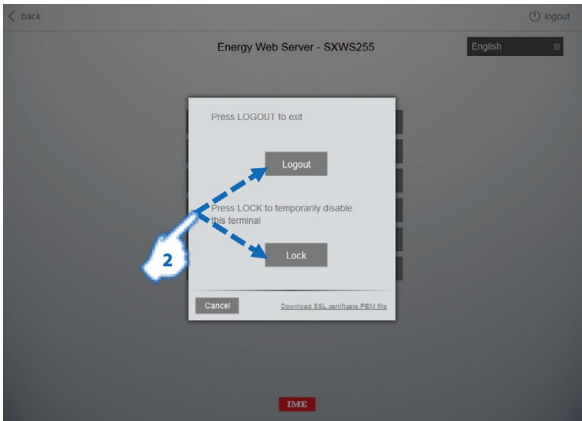 back
logout
Energy Web Server - SXWS255
English
Press LOGOUT to exit
Logout
Press LOCK to temporarily disable
this terminal
2
Lock
Cancel
Download SSL certificate PEM file
IME